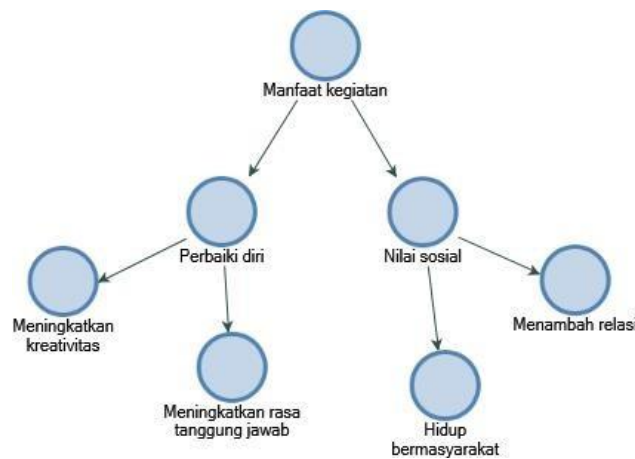 Manfaat kegiatan
Perbaiki diri
Nilai sosial
Meningkatkan
kreativitas
Menambah relasi
Meningkatkan rasa
tanggung jawab
Hidup
bermasyarakat